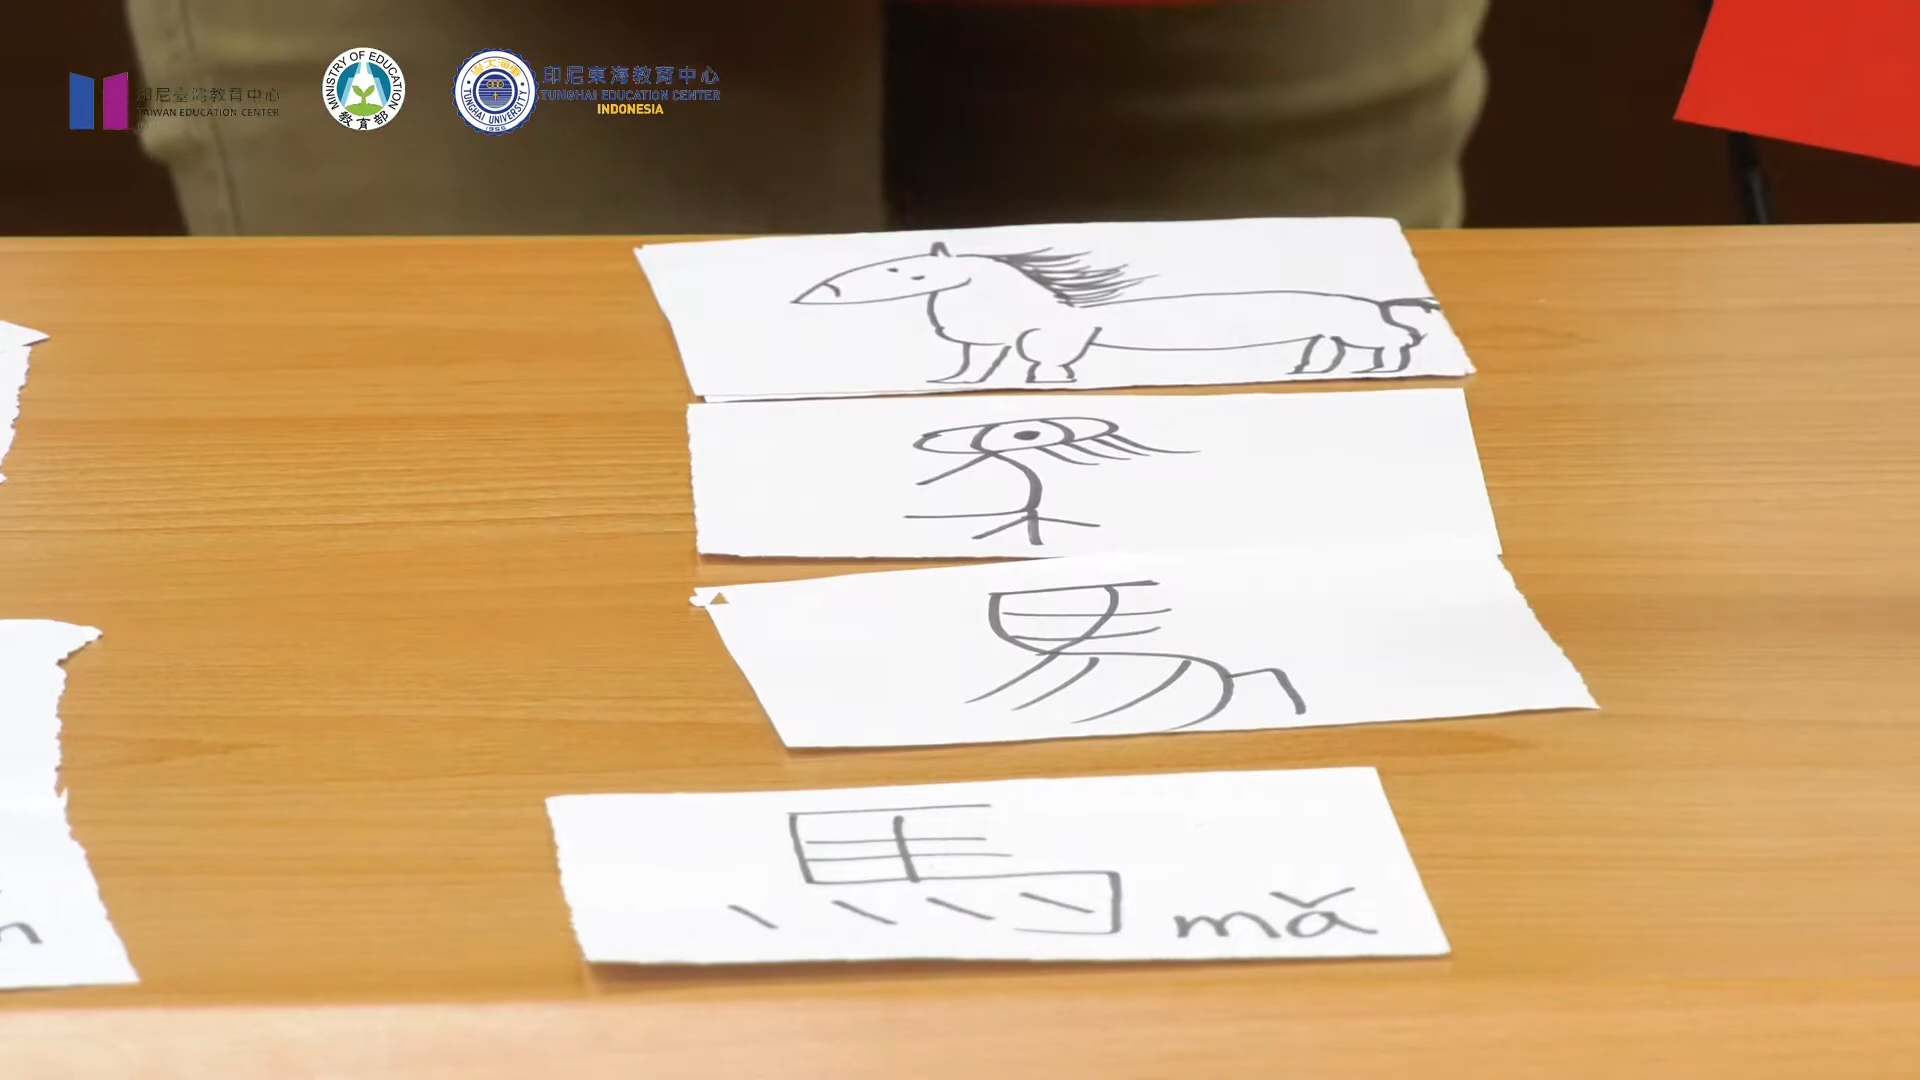 印尼臺灣教育中心
TAIWAN EDUCATION CENTER
MINISTRY OF EDUCATION
教育部
TUNGHAI UNIVERSITY
1955
印尼東海教育中心
TUNGHAI EDUCATION CENTER
INDONESIA
馬 mǎ